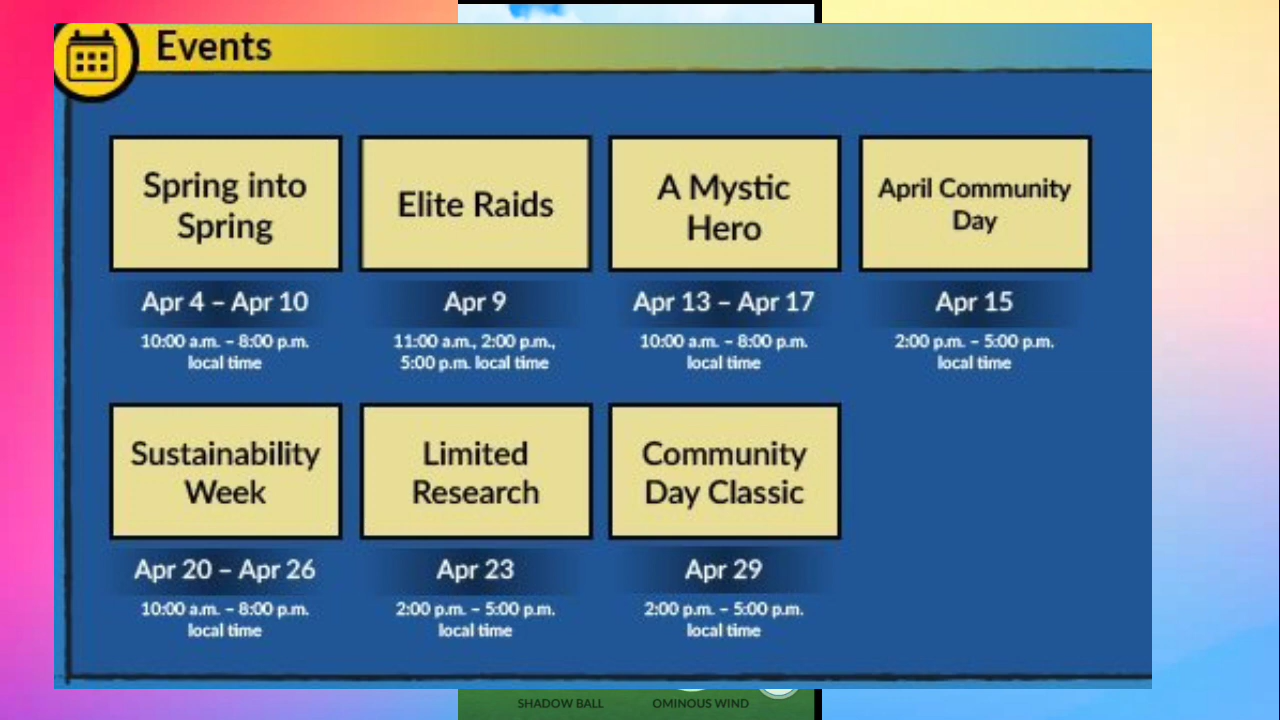 Events
Spring into
Spring
Apr 4 – Apr 10
10:00 a.m. – 8:00 p.m.
local time
Elite Raids
Apr 9
11:00 a.m., 2:00 p.m.,
5:00 p.m. local time
A Mystic
Hero
Apr 13 – Apr 17
10:00 a.m. – 8:00 p.m.
local time
April Community
Day
Apr 15
2:00 p.m. – 5:00 p.m.
local time
Sustainability
Week
Apr 20 – Apr 26
10:00 a.m. – 8:00 p.m.
local time
Limited
Research
Apr 23
2:00 p.m. – 5:00 p.m.
local time
Community
Day Classic
Apr 29
2:00 p.m. – 5:00 p.m.
local time
SHADOW BALL
OMINOUS WIND